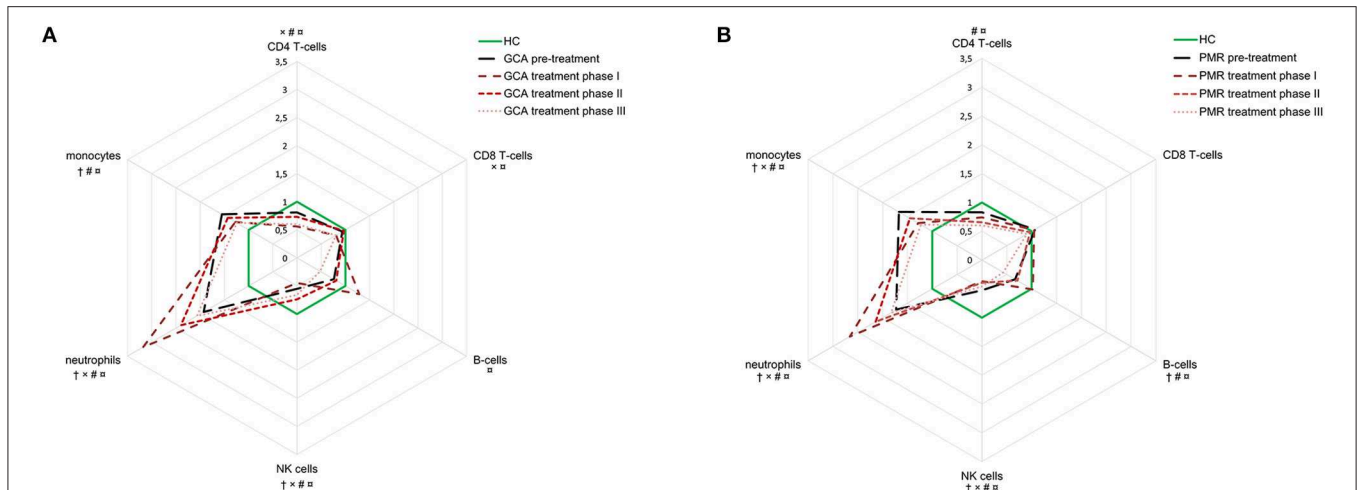 A
× # ¤
CD4 T-cells
HC
GCA pre-treatment
GCA treatment phase I
GCA treatment phase II
GCA treatment phase III
3,5
3
2,5
2
1,5
1
0,5
0
monocytes
† # ¤
CD8 T-cells
× ¤
neutrophils
† × # ¤
B-cells
¤
NK cells
† × # ¤
B
# ¤
CD4 T-cells
HC
PMR pre-treatment
PMR treatment phase I
PMR treatment phase II
PMR treatment phase III
3,5
3
2,5
2
1,5
1
0,5
0
monocytes
† × # ¤
CD8 T-cells
neutrophils
† × # ¤
B-cells
† # ¤
NK cells
† × # ¤